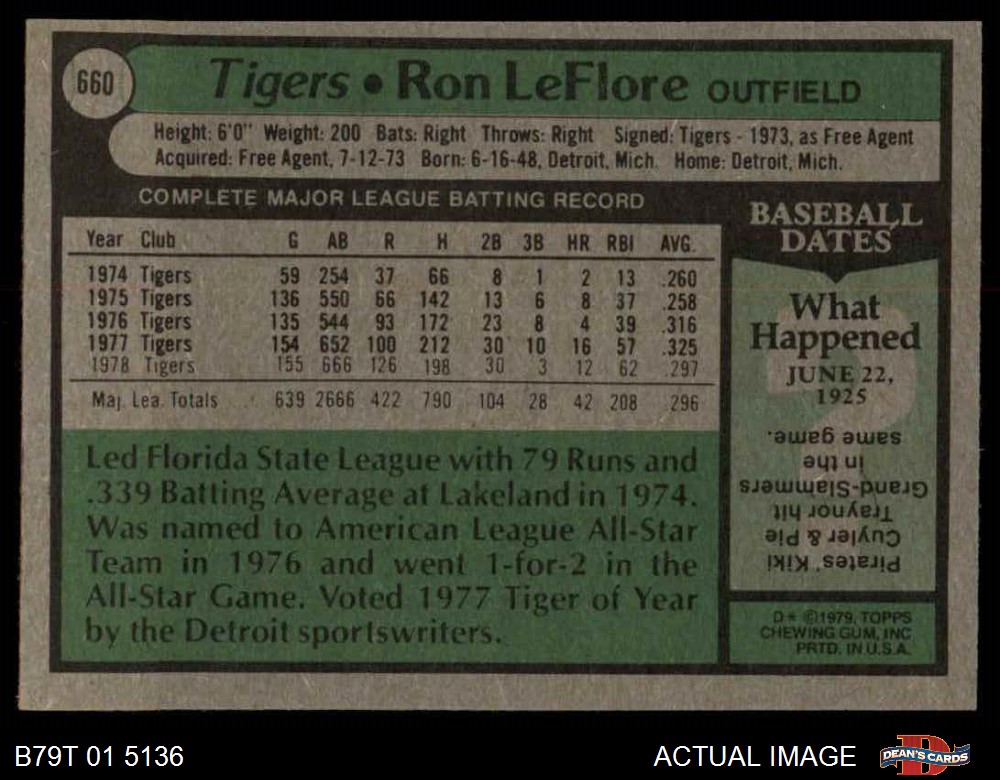 660
Tigers • Ron LeFlore OUTFIELD
Height: 6'0" Weight: 200 Bats: Right Throws: Right Signed: Tigers - 1973, as Free Agent
Acquired: Free Agent, 7-12-73 Born: 6-16-48, Detroit, Mich. Home: Detroit, Mich.
COMPLETE MAJOR LEAGUE BATTING RECORD
Year Club G AB R H 2B 3B HR RBI AVG.
1974 Tigers 59 254 37 66 8 1 2 13 .260
1975 Tigers 136 550 66 142 13 6 8 37 .258
1976 Tigers 135 544 93 172 23 8 4 39 .316
1977 Tigers 154 652 100 212 30 10 16 57 .325
1978 Tigers 155 666 126 198 30 3 12 62 .297
Maj. Lea. Totals 639 2666 422 790 104 28 42 208 .296
Led Florida State League with 79 Runs and
.339 Batting Average at Lakeland in 1974.
Was named to American League All-Star
Team in 1976 and went 1-for-2 in the
All-Star Game. Voted 1977 Tiger of Year
by the Detroit sportswriters.
BASEBALL
DATES
What
Happened
JUNE 22,
1925
Pirates' Kiki
Cuyler & Pie
Traynor hit
Grand-Slammers
in the
same game.
D* ©1979, TOPPS
CHEWING GUM, INC
PRTD. IN U.S.A.
B79T 01 5136
ACTUAL IMAGE
DEAN'S CARDS